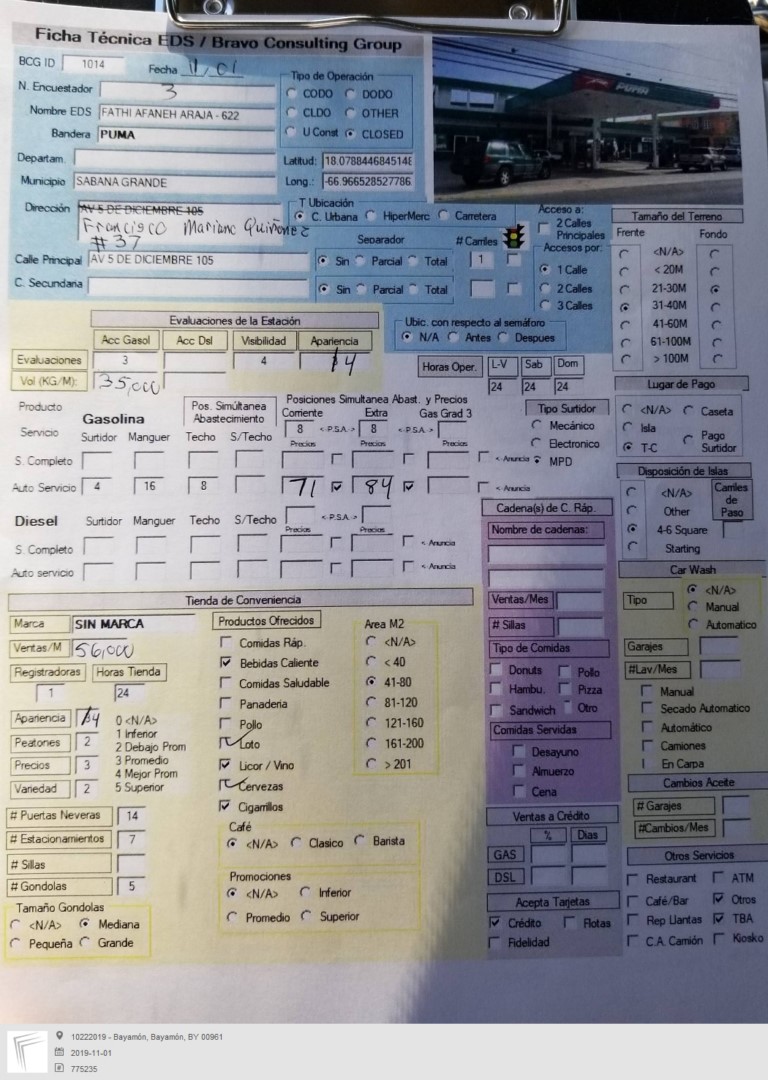 Ficha Técnica EDS / Bravo Consulting Group
BCG ID 1014 Fecha 11/01
N. Encuestador 3
Nombre EDS FATHI AFANEH ARAJA - 622
Bandera PUMA
Departam.
Municipio SABANA GRANDE
Tipo de Operación
CODO DODO
CLDO OTHER
U Const CLOSED
Latitud: 18.0788446845148
Long.: -66.966528527786
PUMA
Dirección AV 5 DE DICIEMBRE 105
Francisco Mariano Quiñonez
#37
T Ubicación
C. Urbana HiperMerc Carretera
Separador # Carriles
Calle Principal AV 5 DE DICIEMBRE 105 Sin Parcial Total 1
C. Secundaria Sin Parcial Total
Acceso a:
2 Calles
Principales
Accesos por:
1 Calle
2 Calles
3 Calles
Tamaño del Terreno
Frente Fondo
<N/A>
< 20M
21-30M
31-40M
41-60M
61-100M
> 100M
Evaluaciones de la Estación
Acc Gasol Acc Dsl Visibilidad Apariencia
Evaluaciones 3 4 4
Vol (KG/M): 35,000
Ubic. con respecto al semáforo
N/A Antes Despues
Horas Oper. L-V Sab Dom
24 24 24
Lugar de Pago
<N/A> Caseta
Isla
T-C Pago
Surtidor
Producto
Servicio
Gasolina
Pos. Simúltanea
Abastecimiento
Posiciones Simultanea Abast. y Precios
Corriente Extra Gas Grad 3
8 <-P.S.A.-> 8 <-P.S.A.->
Surtidor Manguer Techo S/Techo Precios Precios Precios
S. Completo <- Anuncia
Auto Servicio 4 16 8 71 84 <- Anuncia
Tipo Surtidor
Mecánico
Electronico
MPD
Disposición de Islas
<N/A>
Other
4-6 Square
Starting
Carriles
de
Paso
Diesel Surtidor Manguer Techo S/Techo <-P.S.A.->
Precios Precios
S. Completo <- Anuncia
Auto servicio <- Anuncia
Cadena(s) de C. Ráp.
Nombre de cadenas:
Ventas/Mes
# Sillas
Tipo de Comidas
Donuts Pollo
Hambu. Pizza
Sandwich Otro
Comidas Servidas
Desayuno
Almuerzo
Cena
Ventas a Crédito
% Dias
GAS
DSL
Acepta Tarjetas
Crédito Flotas
Fidelidad
Car Wash
Tipo <N/A>
Manual
Automatico
Garajes
#Lav/Mes
Manual
Secado Automatico
Automático
Camiones
En Carpa
Cambios Aceite
# Garajes
#Cambios/Mes
Otros Servicios
Restaurant ATM
Café/Bar Otros
Rep Llantas TBA
C.A. Camión Kiosko
Tienda de Conveniencia
Marca SIN MARCA
Ventas/M 56,000
Registradoras Horas Tienda
1 24
Apariencia 4
Peatones 2
Precios 3
Variedad 2
0 <N/A>
1 Inferior
2 Debajo Prom
3 Promedio
4 Mejor Prom
5 Superior
# Puertas Neveras 14
# Estacionamientos 7
# Sillas
# Gondolas 5
Tamaño Gondolas
<N/A> Mediana
Pequeña Grande
Productos Ofrecidos
Comidas Ráp.
Bebidas Caliente
Comidas Saludable
Panaderia
Pollo
Loto
Licor / Vino
Cervezas
Cigarrillos
Area M2
<N/A>
< 40
41-80
81-120
121-160
161-200
> 201
Café
<N/A> Clasico Barista
Promociones
<N/A> Inferior
Promedio Superior
10222019 - Bayamón, Bayamón, BY 00961
2019-11-01
775235